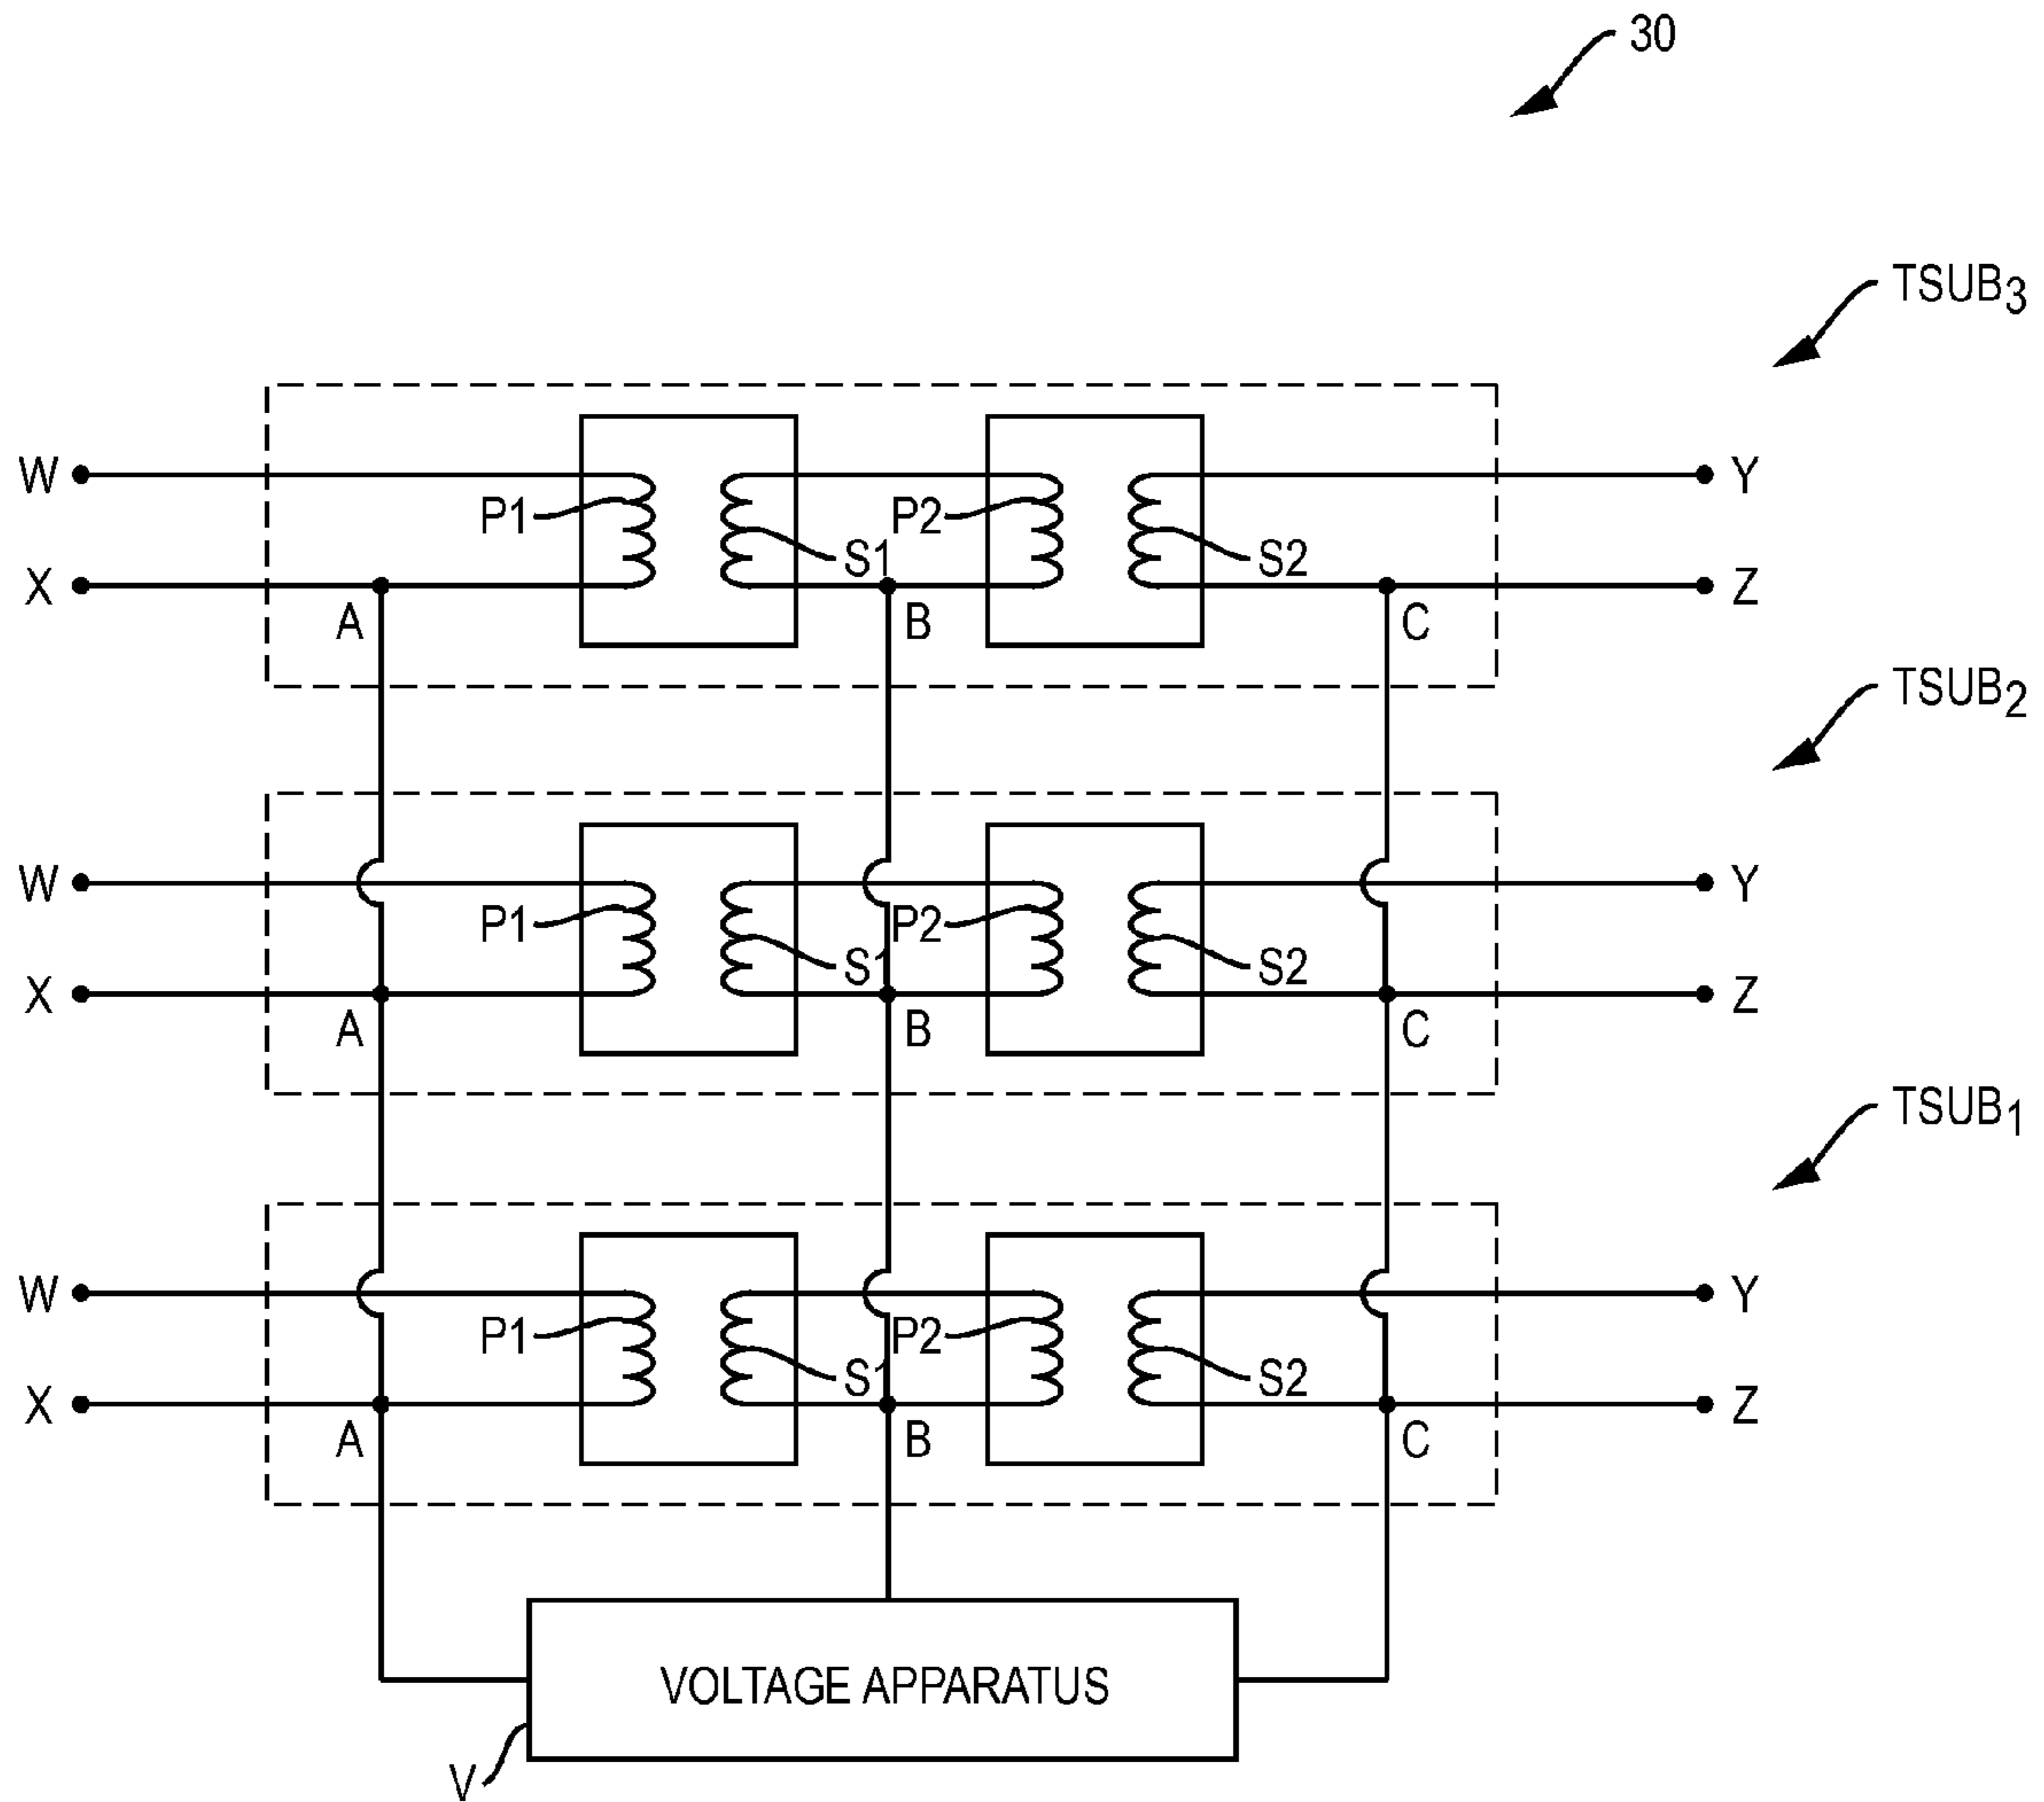 30
TSUB3
W
Y
P1
P2
S1
S2
X
Z
A
B
C
TSUB2
W
Y
P1
P2
S1
S2
X
Z
A
B
C
TSUB1
W
Y
P1
P2
S1
S2
X
Z
A
B
C
VOLTAGE APPARATUS
V